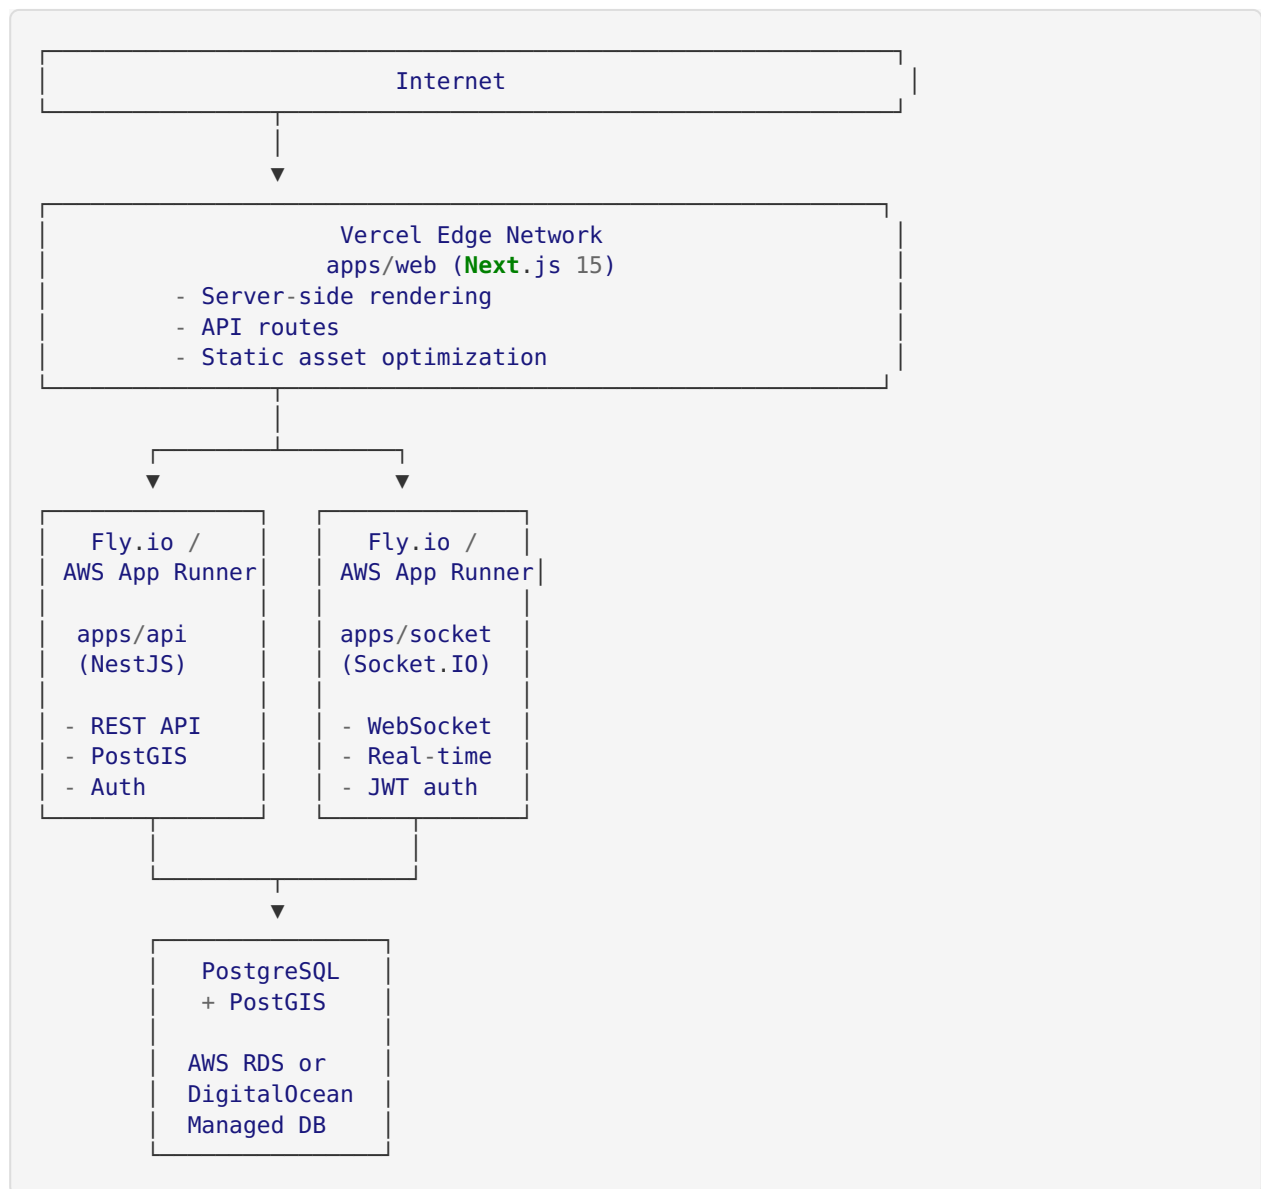 Internet
Vercel Edge Network
apps/web (Next.js 15)
- Server-side rendering
- API routes
- Static asset optimization
Fly.io / Fly.io /
AWS App Runner AWS App Runner
apps/api apps/socket
(NestJS) (Socket.IO)
- REST API - WebSocket
- PostGIS - Real-time
- Auth - JWT auth
PostgreSQL
+ PostGIS
AWS RDS or
DigitalOcean
Managed DB